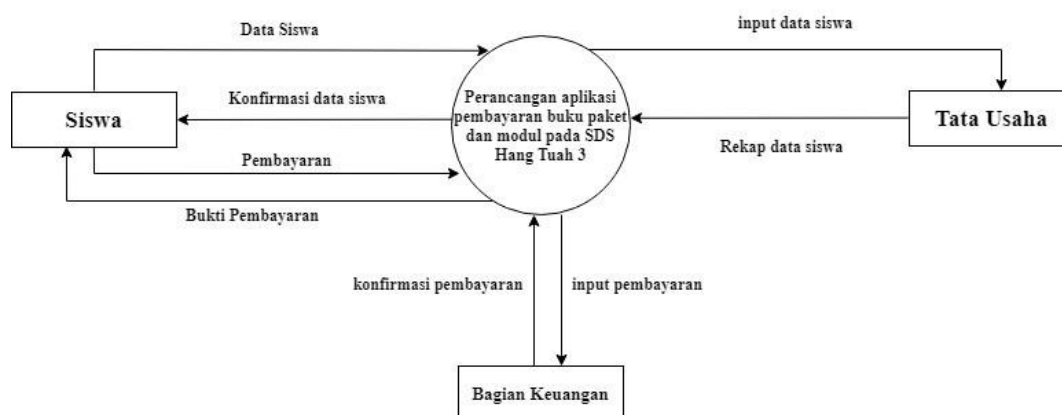 Data Siswa
input data siswa
Konfirmasi data siswa
Siswa
Perancangan aplikasi
pembayaran buku paket
dan modul pada SDS
Hang Tuah 3
Tata Usaha
Rekap data siswa
Pembayaran
Bukti Pembayaran
konfirmasi pembayaran
input pembayaran
Bagian Keuangan